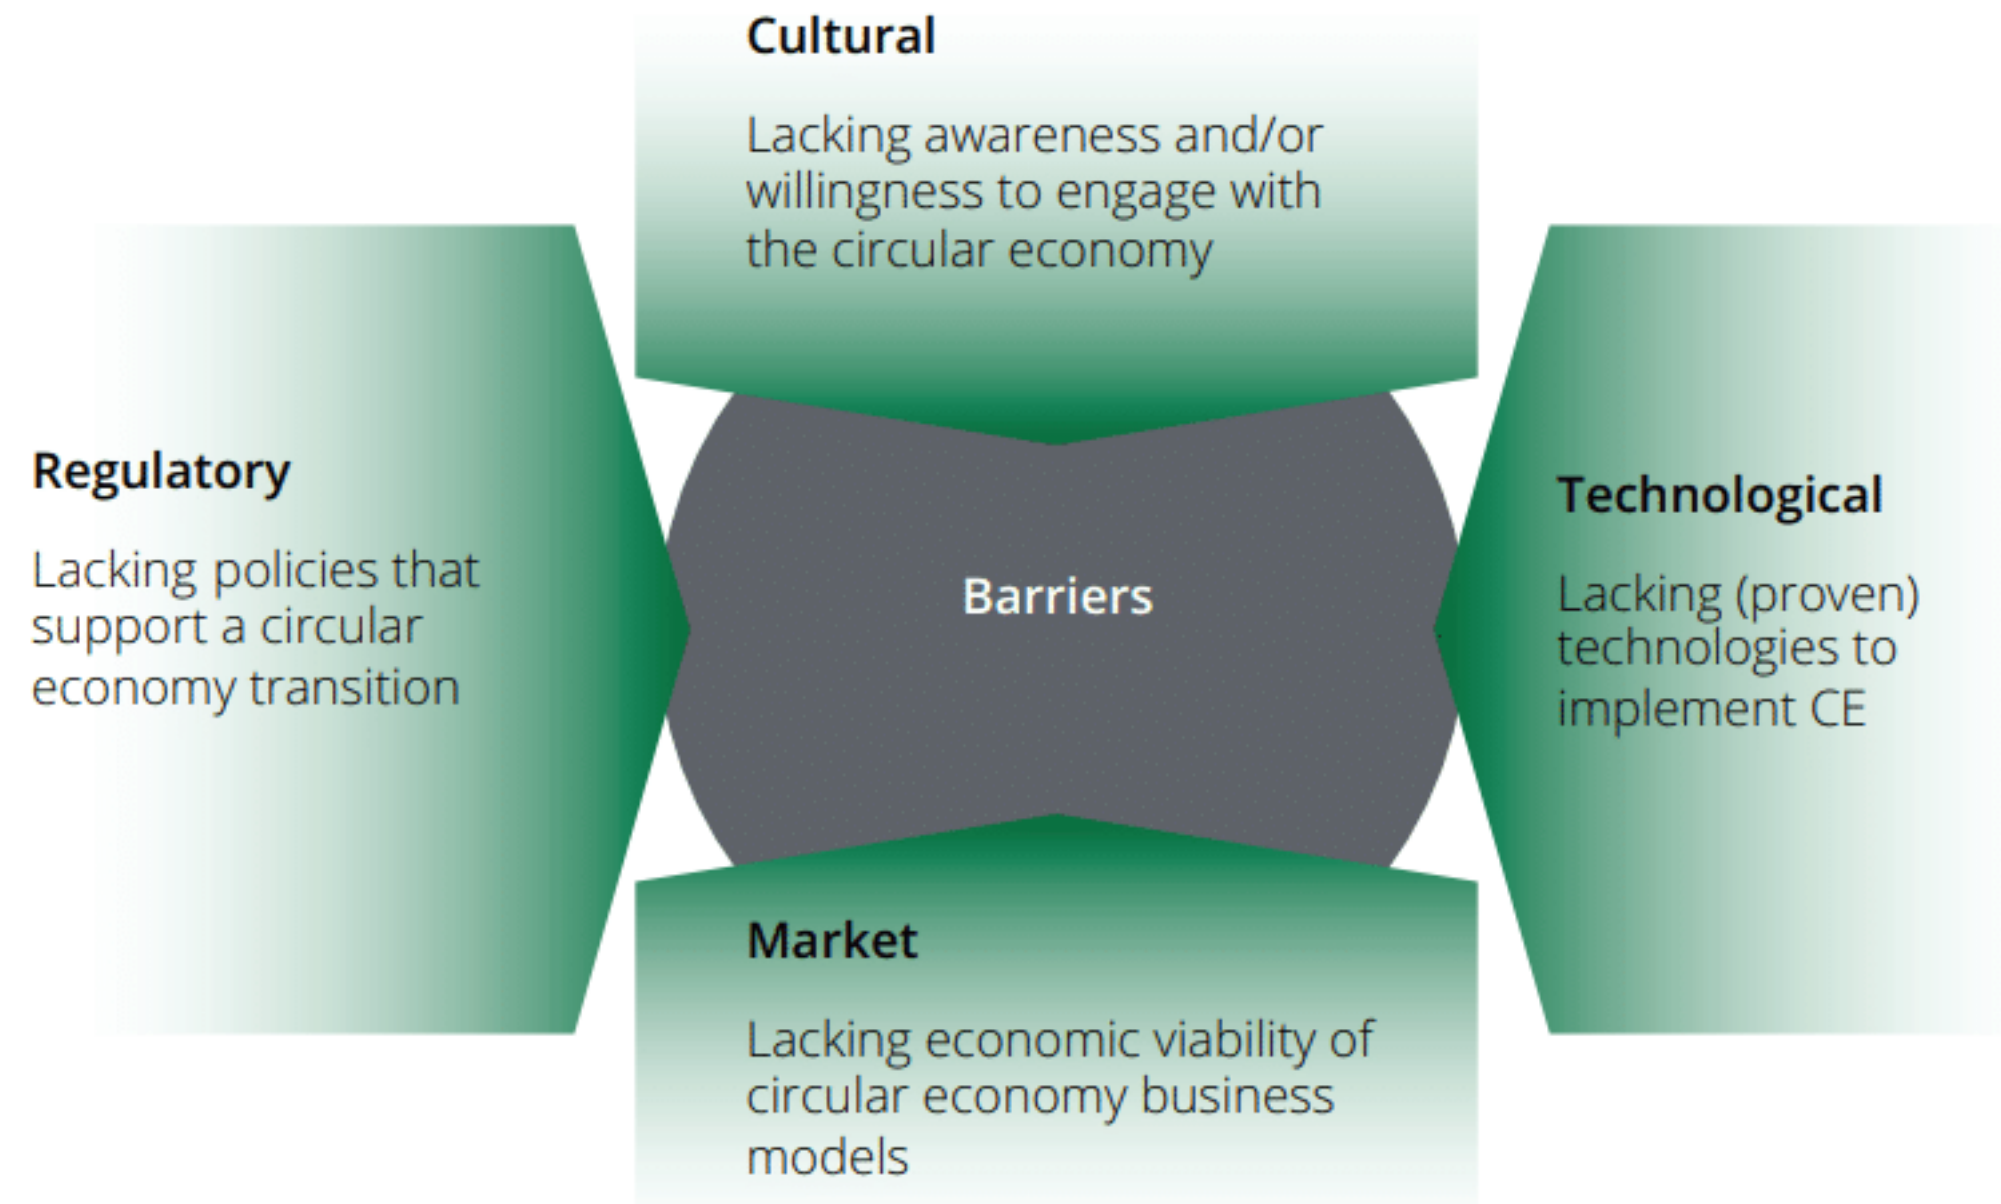 Cultural
Lacking awareness and/or
willingness to engage with
the circular economy
Regulatory
Lacking policies that
support a circular
economy transition
Barriers
Technological
Lacking (proven)
technologies to
implement CE
Market
Lacking economic viability of
circular economy business
models